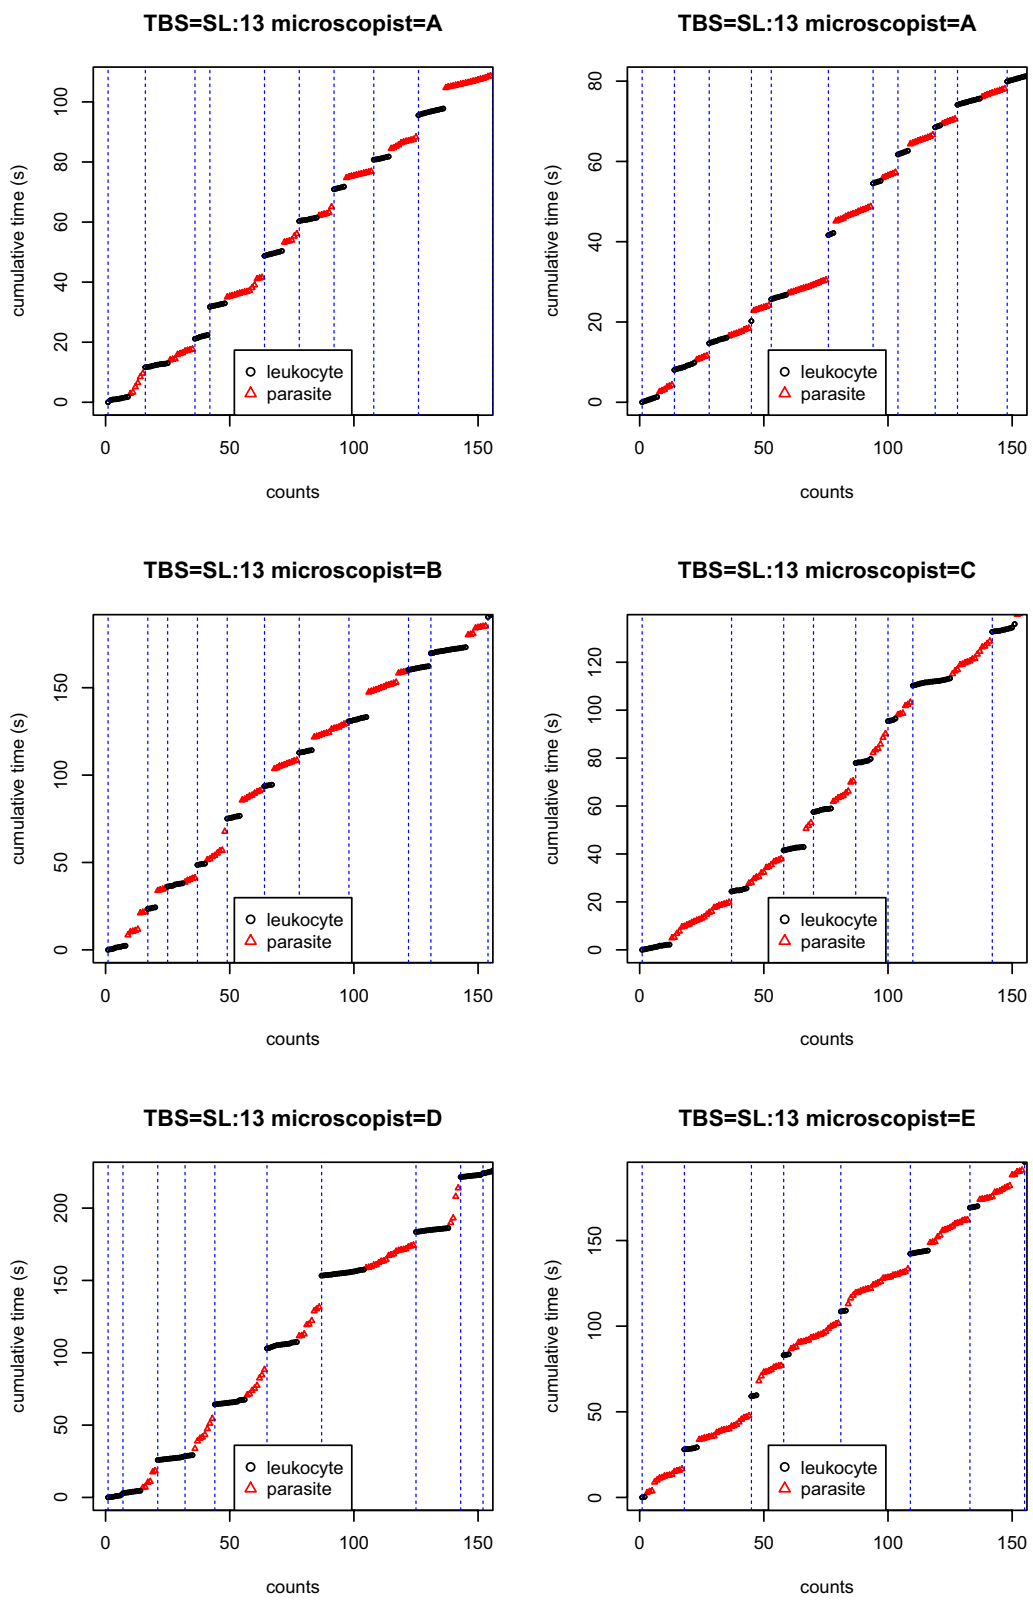 TBS=SL:13 microscopist=A
cumulative time (s)
0 20 40 60 80 100
0 50 100 150
counts
leukocyte
parasite
TBS=SL:13 microscopist=A
cumulative time (s)
0 20 40 60 80
0 50 100 150
counts
leukocyte
parasite
TBS=SL:13 microscopist=B
cumulative time (s)
0 50 100 150
0 50 100 150
counts
leukocyte
parasite
TBS=SL:13 microscopist=C
cumulative time (s)
0 20 40 60 80 100 120
0 50 100 150
counts
leukocyte
parasite
TBS=SL:13 microscopist=D
cumulative time (s)
0 50 100 150 200
0 50 100 150
counts
leukocyte
parasite
TBS=SL:13 microscopist=E
cumulative time (s)
0 50 100 150
0 50 100 150
counts
leukocyte
parasite